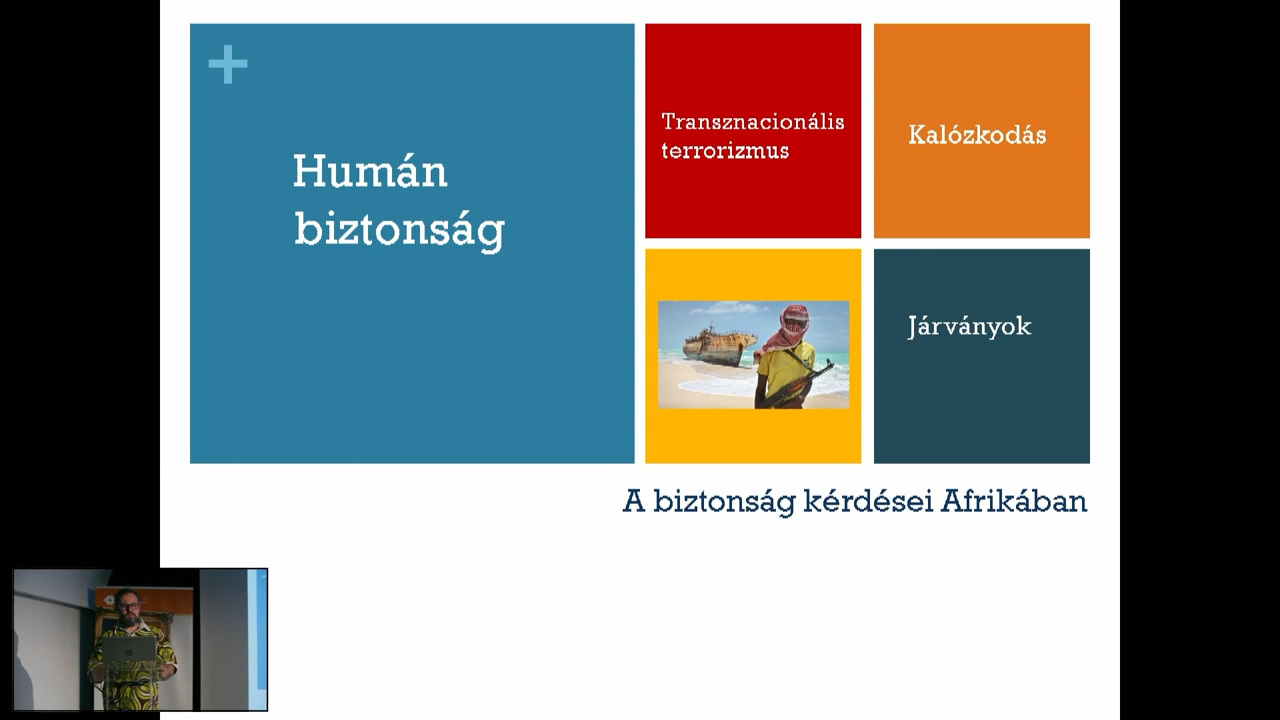 +
Humán
biztonság
Transznacionális
terrorizmus
Kalózkodás
Járványok
A biztonság kérdései Afrikában